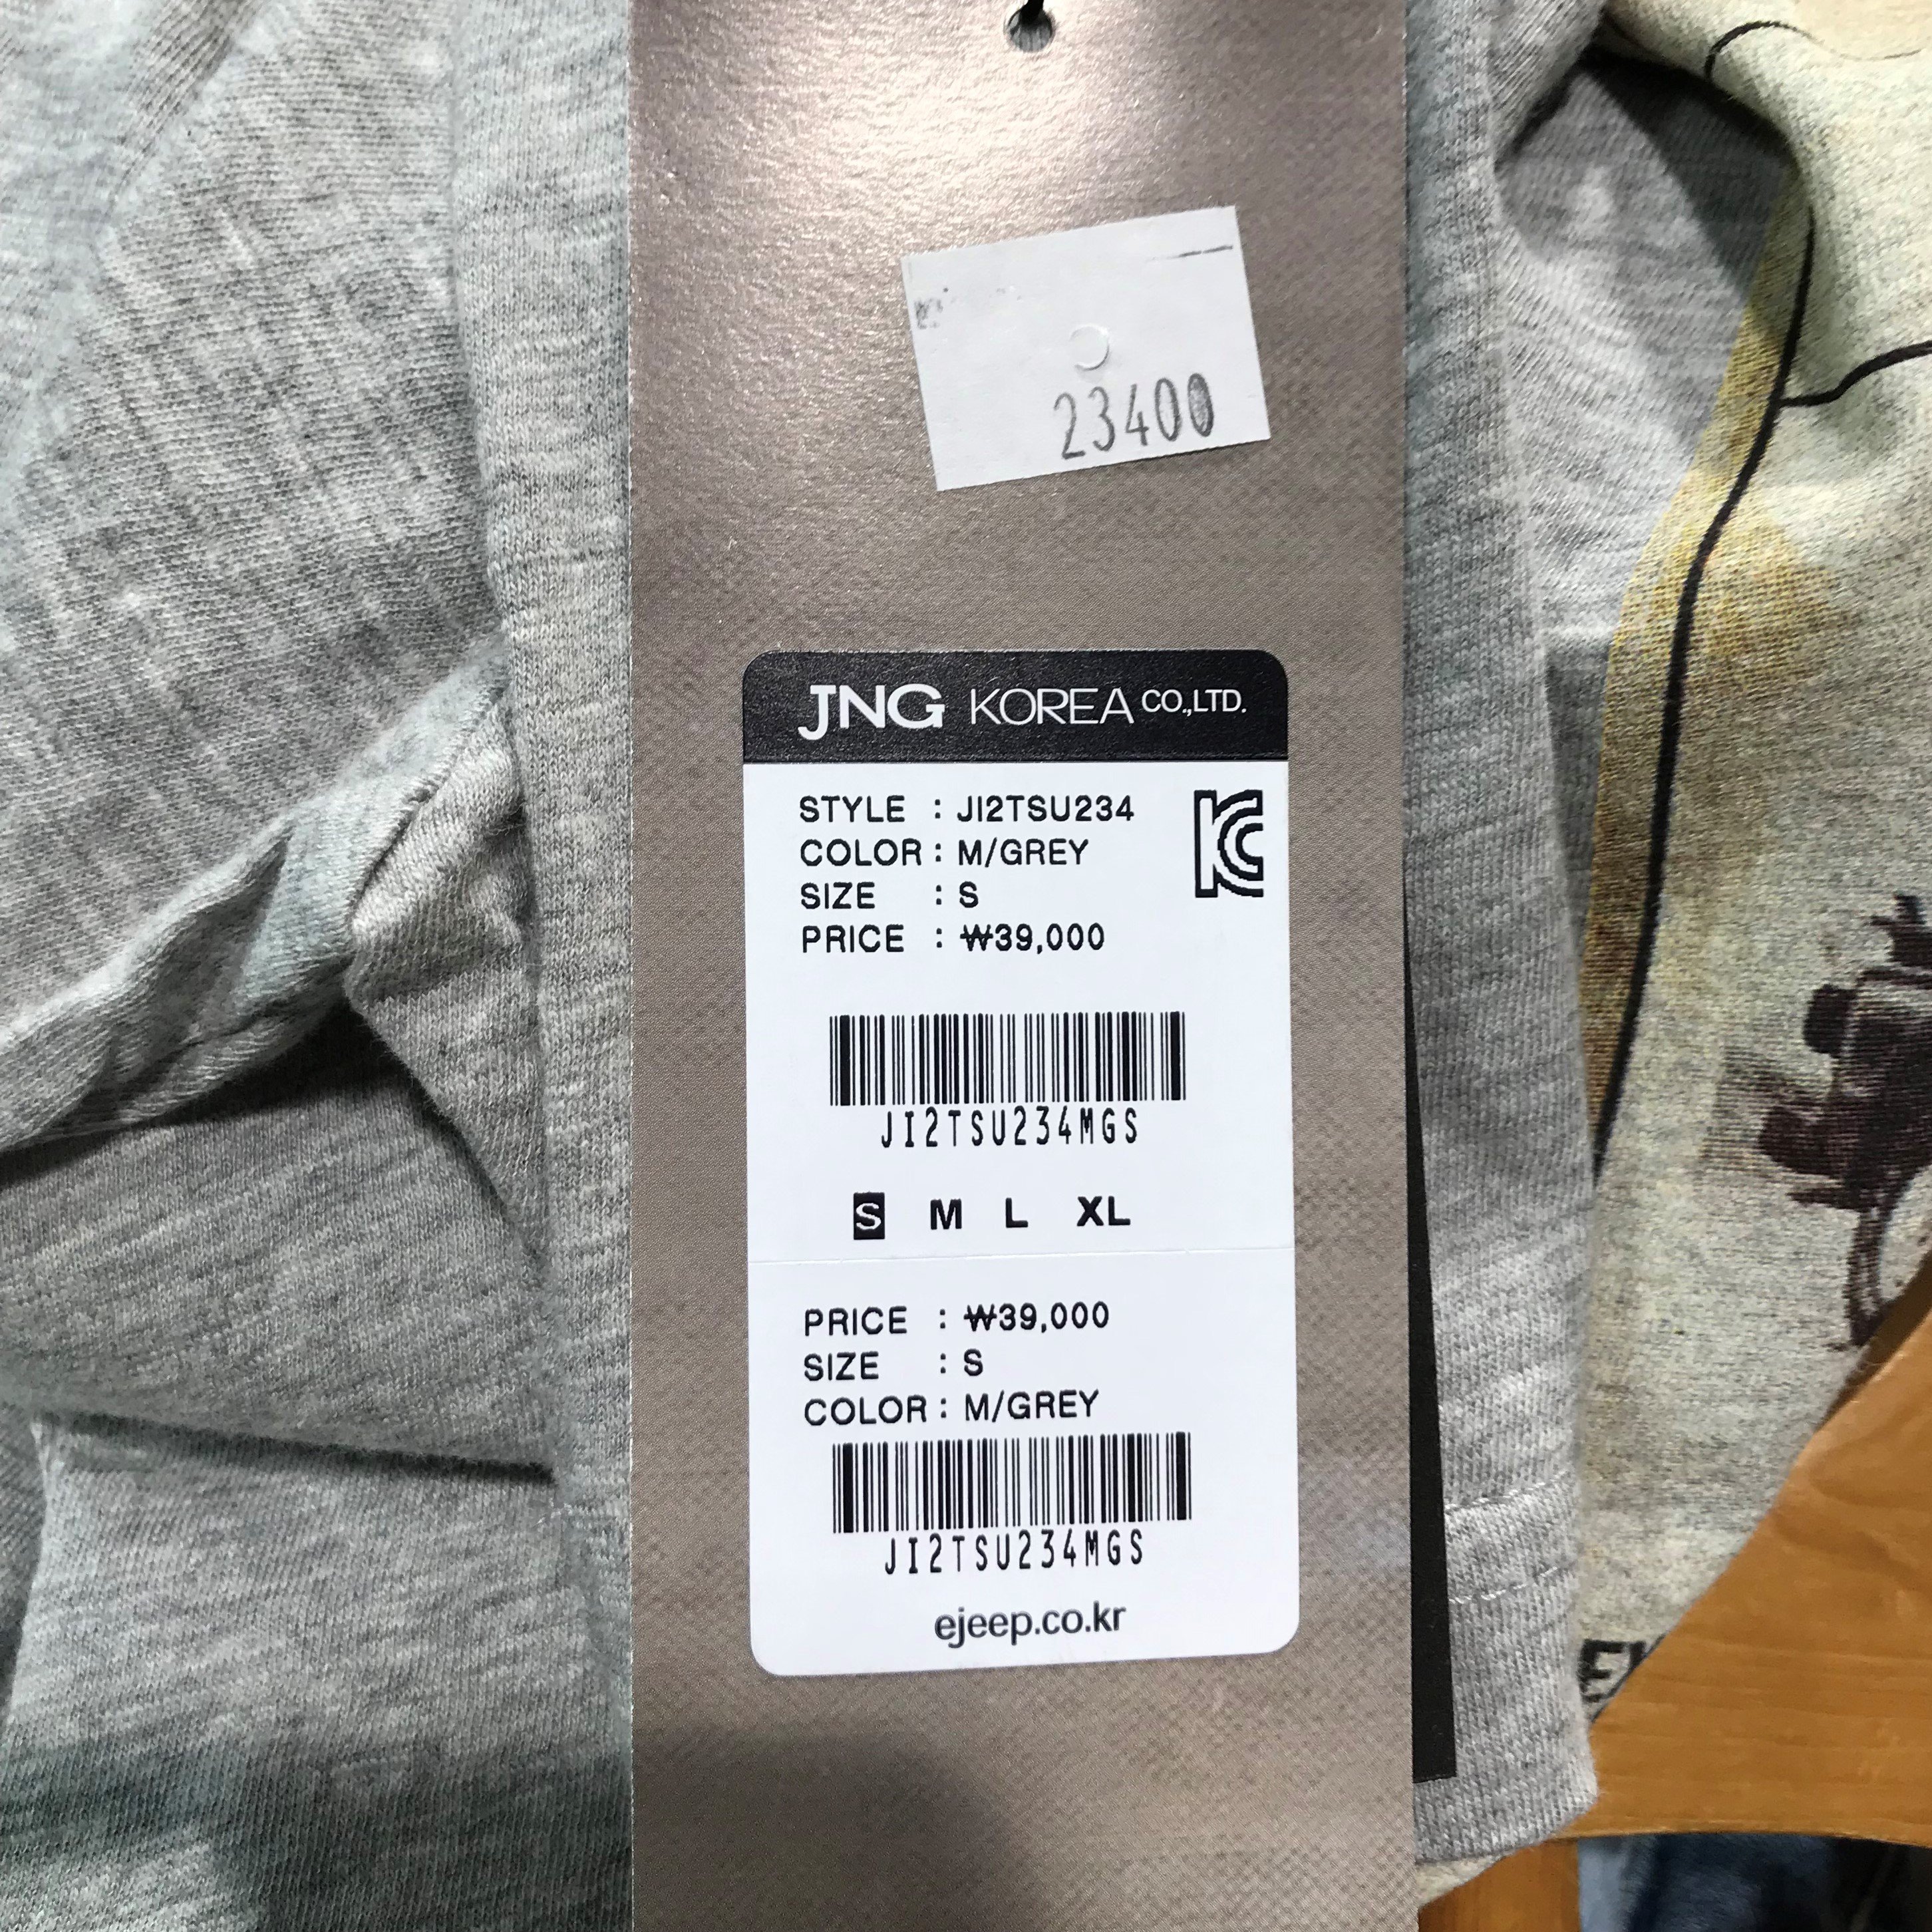 23400
JNG KOREA CO.,LTD.
STYLE : JI2TSU234
COLOR : M/GREY
SIZE : S
PRICE : ₩39,000
JI2TSU234MGS
S M L XL
PRICE : ₩39,000
SIZE : S
COLOR : M/GREY
JI2TSU234MGS
ejeep.co.kr